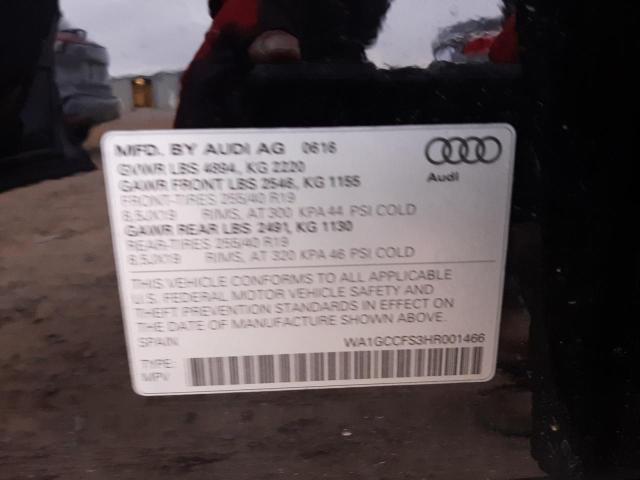 MFD. BY AUDI AG 0616
GVWR LBS 4894, KG 2220
GAWR FRONT LBS 2546, KG 1155
FRONT-TIRES 255/40 R19
8,5JX19 RIMS, AT 300 KPA 44 PSI COLD
GAWR REAR LBS 2491, KG 1130
REAR-TIRES 255/40 R19
8,5JX19 RIMS, AT 320 KPA 46 PSI COLD
Audi
THIS VEHICLE CONFORMS TO ALL APPLICABLE
U.S. FEDERAL MOTOR VEHICLE SAFETY AND
THEFT PREVENTION STANDARDS IN EFFECT ON
THE DATE OF MANUFACTURE SHOWN ABOVE.
SPAIN
WA1GCCFS3HR001466
TYPE:
MPV